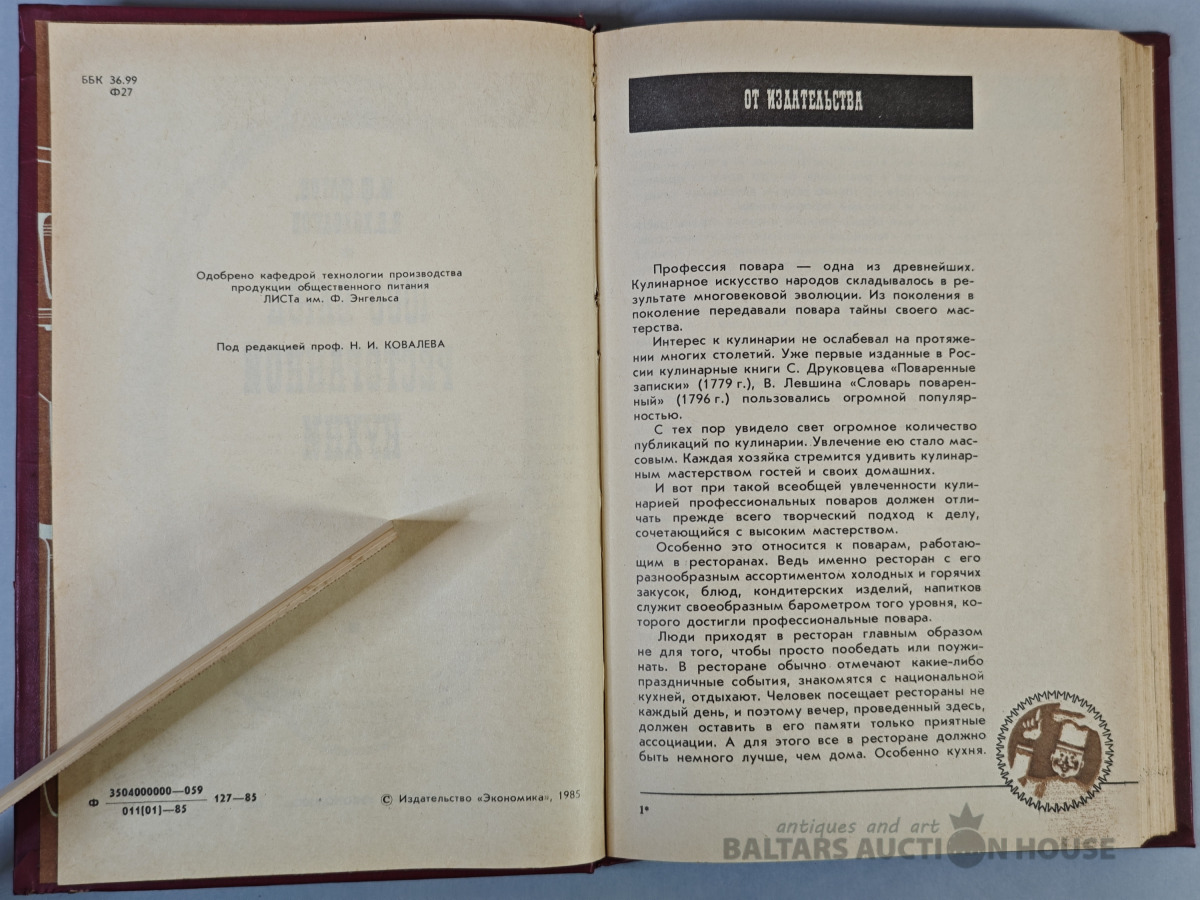 ББК 36.99
Ф27
Одобрено кафедрой технологии производства
продукции общественного питания
ЛИСТа им. Ф. Энгельса
Под редакцией проф. Н. И. КОВАЛЕВА
Ф 3504000000—059
011(01)—85
127—85
© Издательство «Экономика», 1985
ОТ ИЗДАТЕЛЬСТВА
Профессия повара — одна из древнейших.
Кулинарное искусство народов складывалось в ре-
зультате многовековой эволюции. Из поколения в
поколение передавали повара тайны своего мас-
терства.
Интерес к кулинарии не ослабевал на протяже-
нии многих столетий. Уже первые изданные в Рос-
сии кулинарные книги С. Друковцева «Поваренные
записки» (1779 г.), В. Левшина «Словарь поварен-
ный» (1796 г.) пользовались огромной популяр-
ностью.
С тех пор увидело свет огромное количество
публикаций по кулинарии. Увлечение ею стало мас-
совым. Каждая хозяйка стремится удивить кулинар-
ным мастерством гостей и своих домашних.
И вот при такой всеобщей увлеченности кули-
нарией профессиональных поваров должен отли-
чать прежде всего творческий подход к делу,
сочетающийся с высоким мастерством.
Особенно это относится к поварам, работаю-
щим в ресторанах. Ведь именно ресторан с его
разнообразным ассортиментом холодных и горячих
закусок, блюд, кондитерских изделий, напитков
служит своеобразным барометром того уровня, ко-
торого достигли профессиональные повара.
Люди приходят в ресторан главным образом
не для того, чтобы просто пообедать или поужи-
нать. В ресторане обычно отмечают какие-либо
праздничные события, знакомятся с национальной
кухней, отдыхают. Человек посещает рестораны не
каждый день, и поэтому вечер, проведенный здесь,
должен оставить в его памяти только приятные
ассоциации. А для этого все в ресторане должно
быть немного лучше, чем дома. Особенно кухня.
1*
antiques and art
BALTARS AUCTION HOUSE